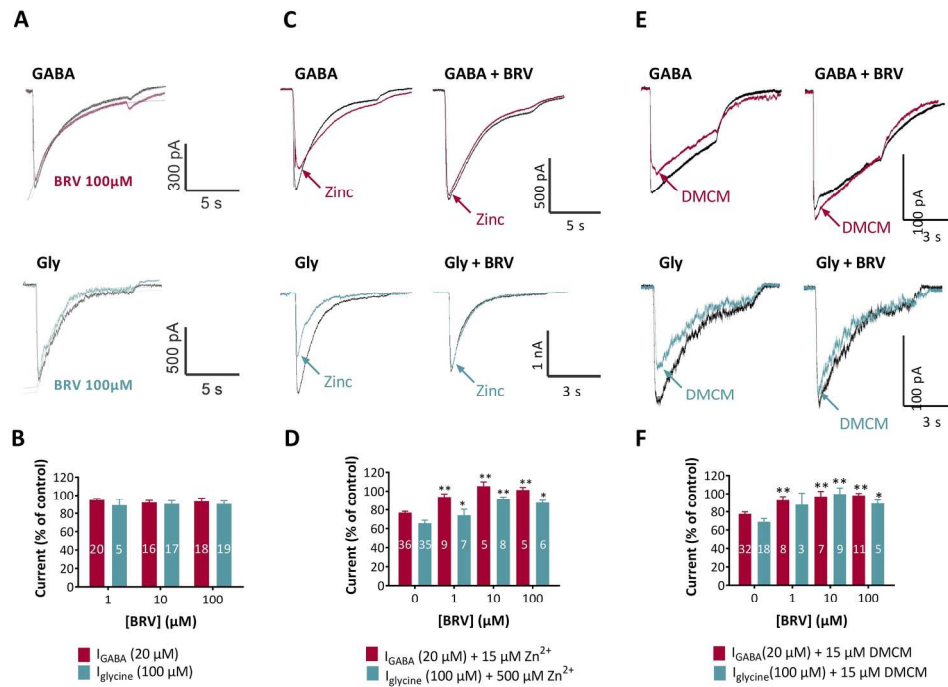 A
GABA
BRV 100μM
300 pA
5 s
Gly
BRV 100μM
500 pA
5 s
C
GABA
GABA + BRV
Zinc
Zinc
500 pA
5 s
Gly
Gly + BRV
Zinc
Zinc
1 nA
3 s
E
GABA
GABA + BRV
DMCM
DMCM
100 pA
3 s
Gly
Gly + BRV
DMCM
DMCM
100 pA
3 s
B
Current (% of control)
120
100
80
60
40
20
0
20 5 16 17 18 19
1 10 100
[BRV] (μM)
I GABA (20 μM)
I glycine (100 μM)
D
Current (% of control)
120
100
80
60
40
20
0
** * ** ** ** *
36 35 9 7 5 8 5 6
0 1 10 100
[BRV] (μM)
I GABA (20 μM) + 15 μM Zn2+
I glycine (100 μM) + 500 μM Zn2+
F
Current (% of control)
120
100
80
60
40
20
0
** ** ** ** *
32 18 8 3 7 9 11 5
0 1 10 100
[BRV] (μM)
I GABA(20 μM) + 15 μM DMCM
I glycine(100 μM) + 15 μM DMCM